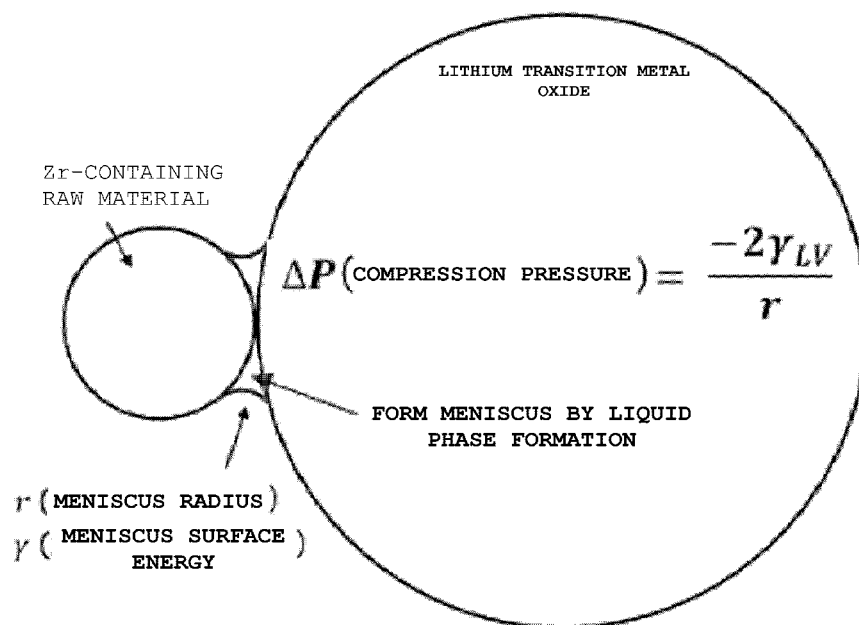 LITHIUM TRANSITION METAL
OXIDE
Zr-CONTAINING
RAW MATERIAL
ΔP(COMPRESSION PRESSURE) = −2γLV / r
FORM MENISCUS BY LIQUID
PHASE FORMATION
r(MENISCUS RADIUS)
γ( MENISCUS SURFACE
ENERGY )